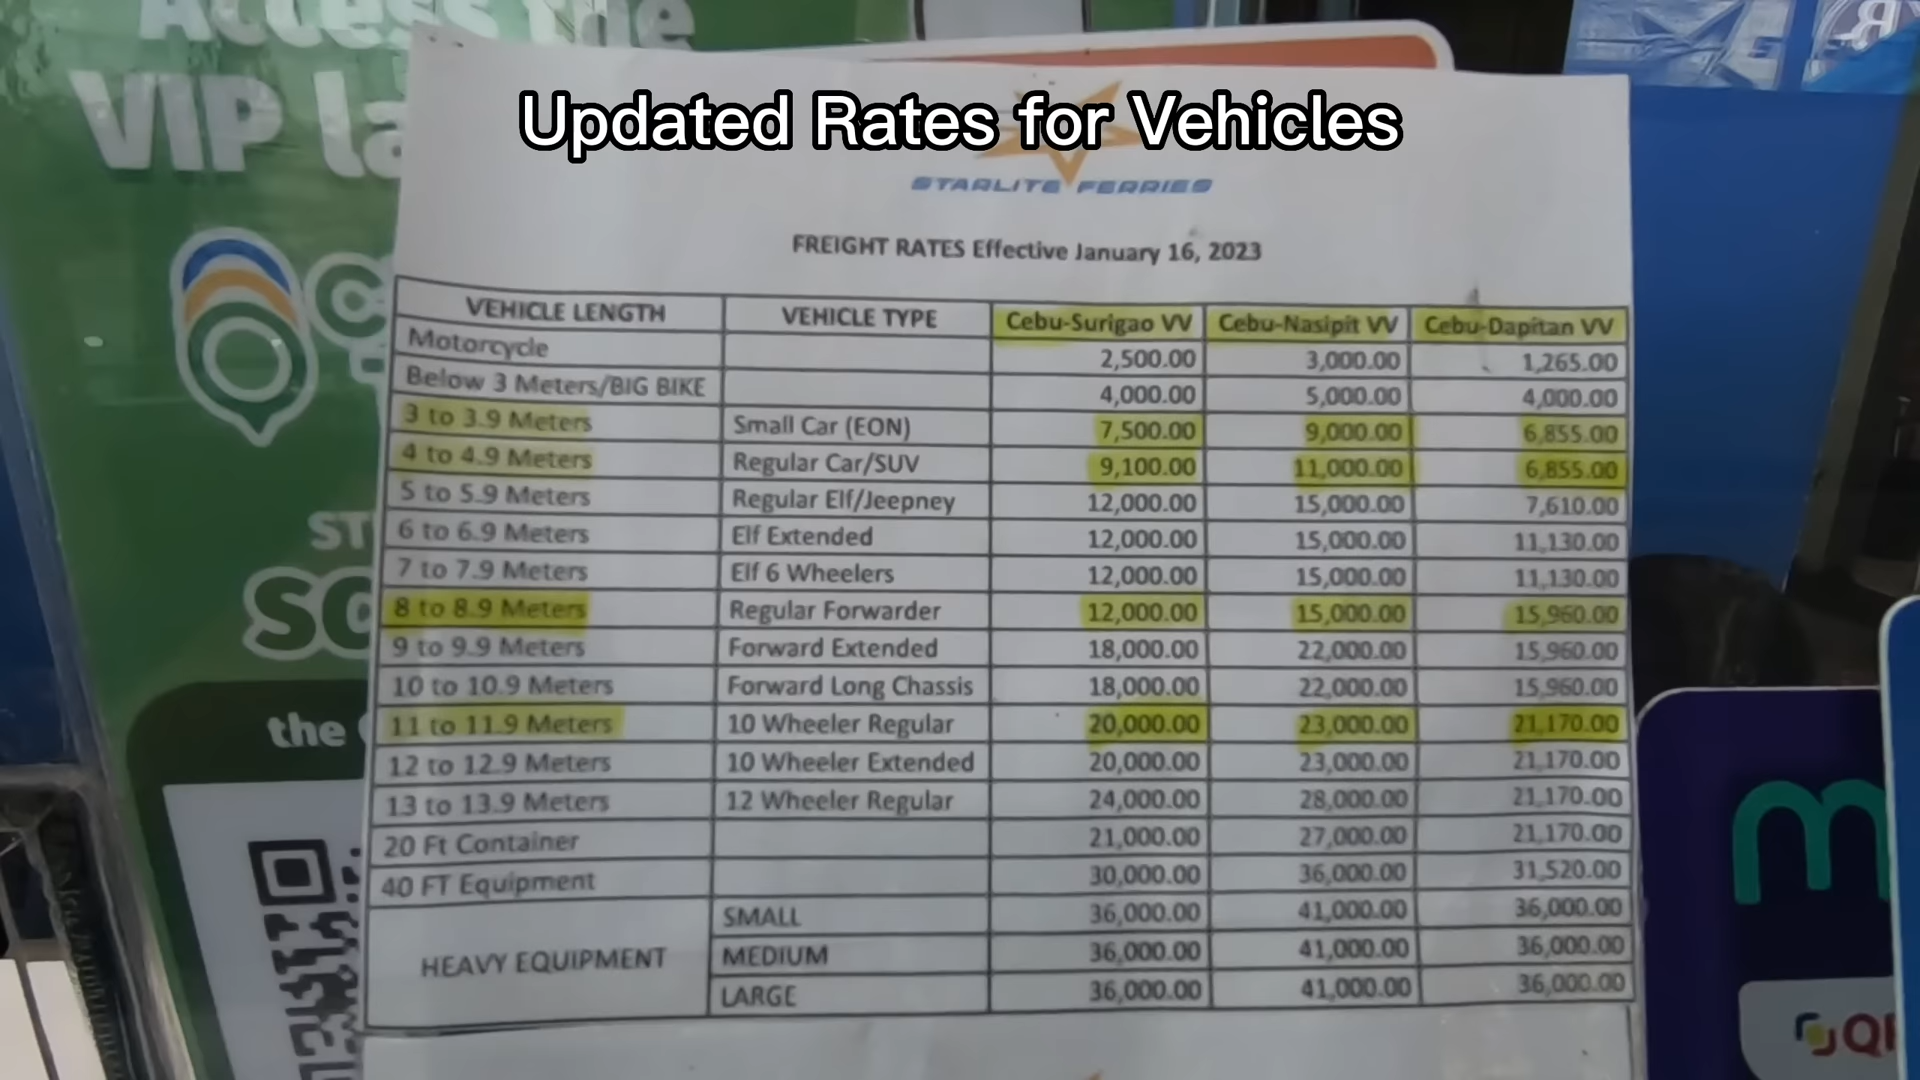 Access the
VIP la
Updated Rates for Vehicles
STARLITE FERRIES
FREIGHT RATES Effective January 16, 2023
VEHICLE LENGTH VEHICLE TYPE Cebu-Surigao VV Cebu-Nasipit VV Cebu-Dapitan VV
Motorcycle 2,500.00 3,000.00 1,265.00
Below 3 Meters/BIG BIKE 4,000.00 5,000.00 4,000.00
3 to 3.9 Meters Small Car (EON) 7,500.00 9,000.00 6,855.00
4 to 4.9 Meters Regular Car/SUV 9,100.00 11,000.00 6,855.00
5 to 5.9 Meters Regular Elf/Jeepney 12,000.00 15,000.00 7,610.00
6 to 6.9 Meters Elf Extended 12,000.00 15,000.00 11,130.00
7 to 7.9 Meters Elf 6 Wheelers 12,000.00 15,000.00 11,130.00
8 to 8.9 Meters Regular Forwarder 12,000.00 15,000.00 15,960.00
9 to 9.9 Meters Forward Extended 18,000.00 22,000.00 15,960.00
10 to 10.9 Meters Forward Long Chassis 18,000.00 22,000.00 15,960.00
11 to 11.9 Meters 10 Wheeler Regular 20,000.00 23,000.00 21,170.00
12 to 12.9 Meters 10 Wheeler Extended 20,000.00 23,000.00 21,170.00
13 to 13.9 Meters 12 Wheeler Regular 24,000.00 28,000.00 21,170.00
20 Ft Container 21,000.00 27,000.00 21,170.00
40 FT Equipment 30,000.00 36,000.00 31,520.00
HEAVY EQUIPMENT SMALL 36,000.00 41,000.00 36,000.00
MEDIUM 36,000.00 41,000.00 36,000.00
LARGE 36,000.00 41,000.00 36,000.00
the